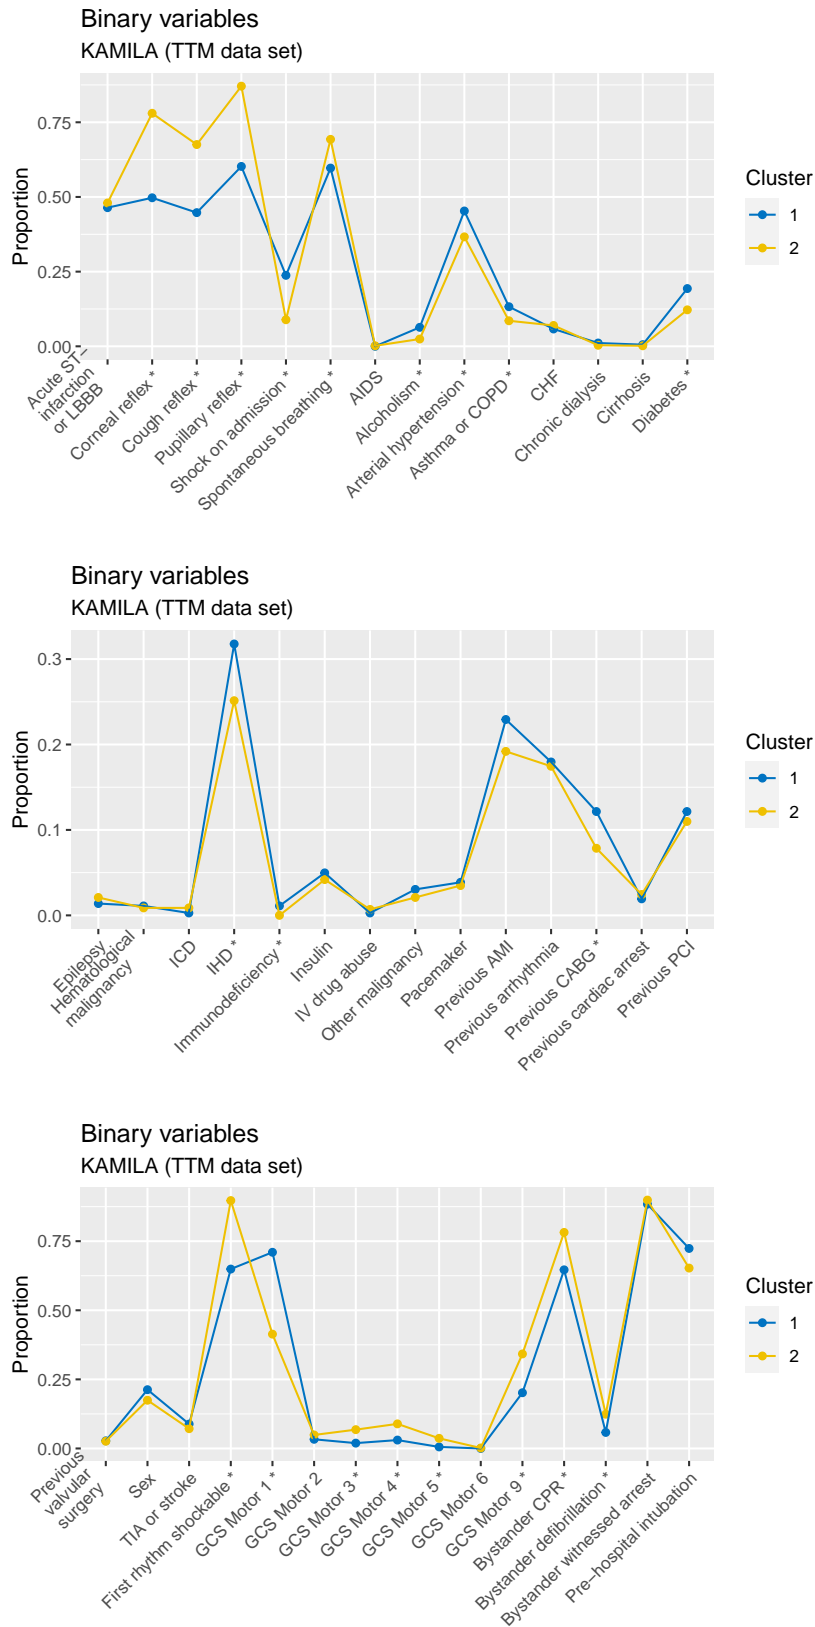 Binary variables
KAMILA (TTM data set)
Proportion
0.75
0.50
0.25
0.00
Acute ST−
infarction
or LBBB
Corneal reflex *
Cough reflex *
Pupillary reflex *
Shock on admission *
Spontaneous breathing *
AIDS
Alcoholism *
Arterial hypertension *
Asthma or COPD *
CHF
Chronic dialysis
Cirrhosis
Diabetes *
Cluster
1
2
Binary variables
KAMILA (TTM data set)
Proportion
0.3
0.2
0.1
0.0
Epilepsy
Hematological
malignancy
ICD
IHD *
Immunodeficiency *
Insulin
IV drug abuse
Other malignancy
Pacemaker
Previous AMI
Previous arrhythmia
Previous CABG *
Previous cardiac arrest
Previous PCI
Cluster
1
2
Binary variables
KAMILA (TTM data set)
Proportion
0.75
0.50
0.25
0.00
Previous
valvular
surgery
Sex
TIA or stroke
First rhythm shockable *
GCS Motor 1 *
GCS Motor 2
GCS Motor 3 *
GCS Motor 4 *
GCS Motor 5 *
GCS Motor 6
GCS Motor 9 *
Bystander CPR *
Bystander defibrillation *
Bystander witnessed arrest
Pre−hospital intubation
Cluster
1
2